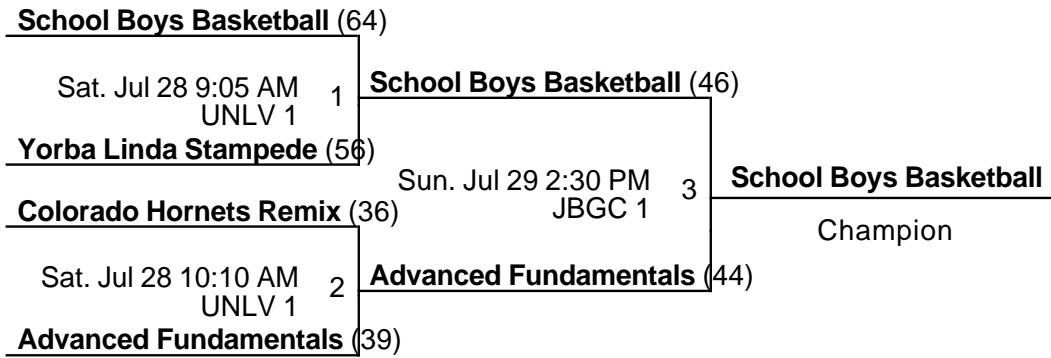 School Boys Basketball (64)
Sat. Jul 28 9:05 AM
UNLV 1
1
Yorba Linda Stampede (56)
School Boys Basketball (46)
Colorado Hornets Remix (36)
Sat. Jul 28 10:10 AM
UNLV 1
2
Advanced Fundamentals (39)
Sun. Jul 29 2:30 PM
JBGC 1
3
Advanced Fundamentals (44)
School Boys Basketball
Champion